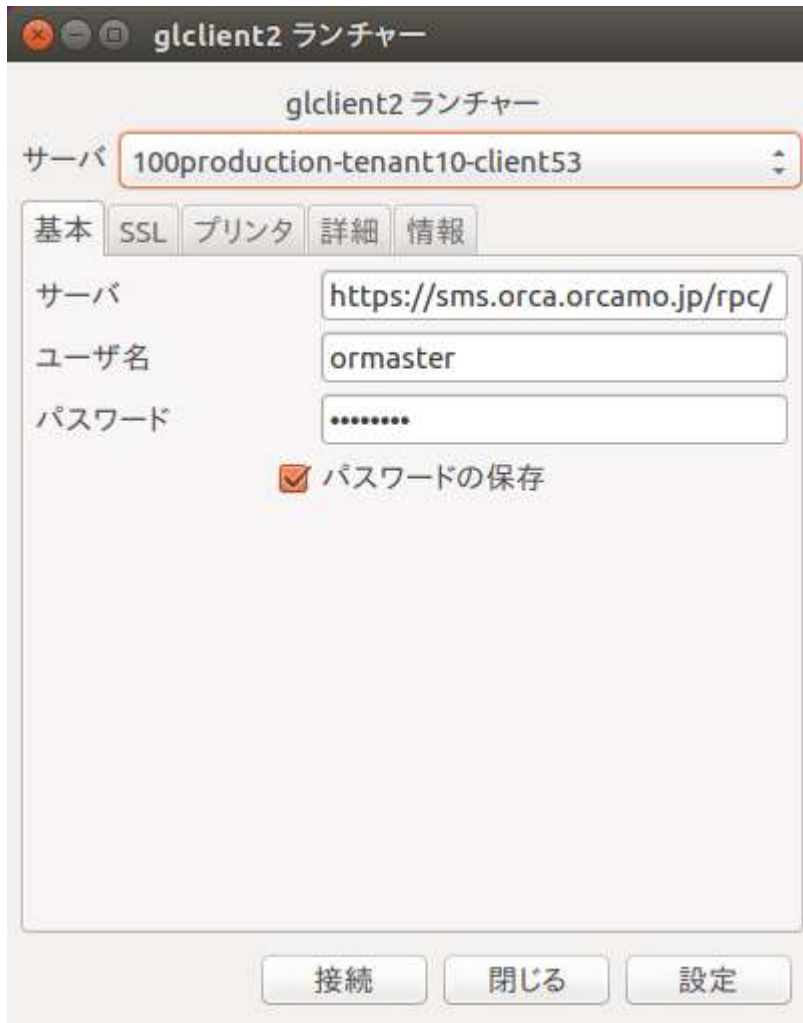 glclient2 ランチャー
glclient2 ランチャー
サーバ 100production-tenant10-client53
基本 SSL プリンタ 詳細 情報
サーバ https://sms.orca.orcamo.jp/rpc/
ユーザ名 ormaster
パスワード ••••••••
パスワードの保存
接続 閉じる 設定